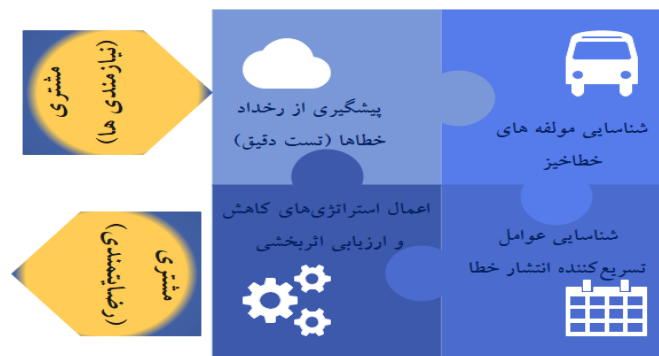 مشتری
(نیازمندی ها)
پیشگیری از رخداد
خطاها (تست دقیق)
شناسایی مولفه های
خطاخیز
اعمال استراتژی‌های کاهش
و ارزیابی اثربخشی
شناسایی عوامل
تسریع‌کننده انتشار خطا
مشتری
(رضایتمندی)